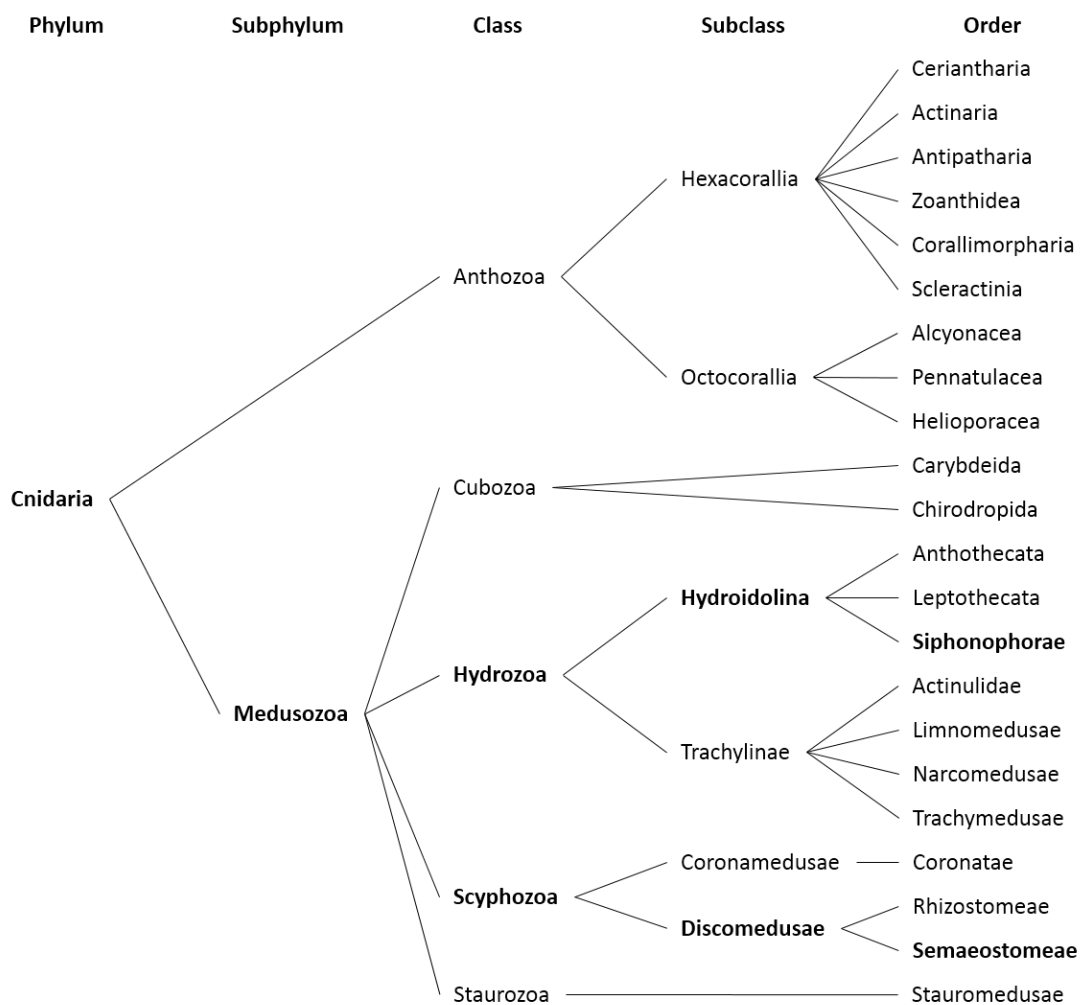 Phylum Subphylum Class Subclass Order
Ceriantharia
Actinaria
Antipatharia
Hexacorallia
Zoanthidea
Corallimorpharia
Anthozoa
Scleractinia
Alcyonacea
Octocorallia Pennatulacea
Helioporacea
Carybdeida
Cubozoa
Cnidaria
Chirodropida
Anthothecata
Hydroidolina Leptothecata
Siphonophorae
Hydrozoa
Actinulidae
Medusozoa
Limnomedusae
Trachylinae
Narcomedusae
Trachymedusae
Coronamedusae Coronatae
Scyphozoa
Rhizostomeae
Discomedusae
Semaeostomeae
Staurozoa Stauromedusae